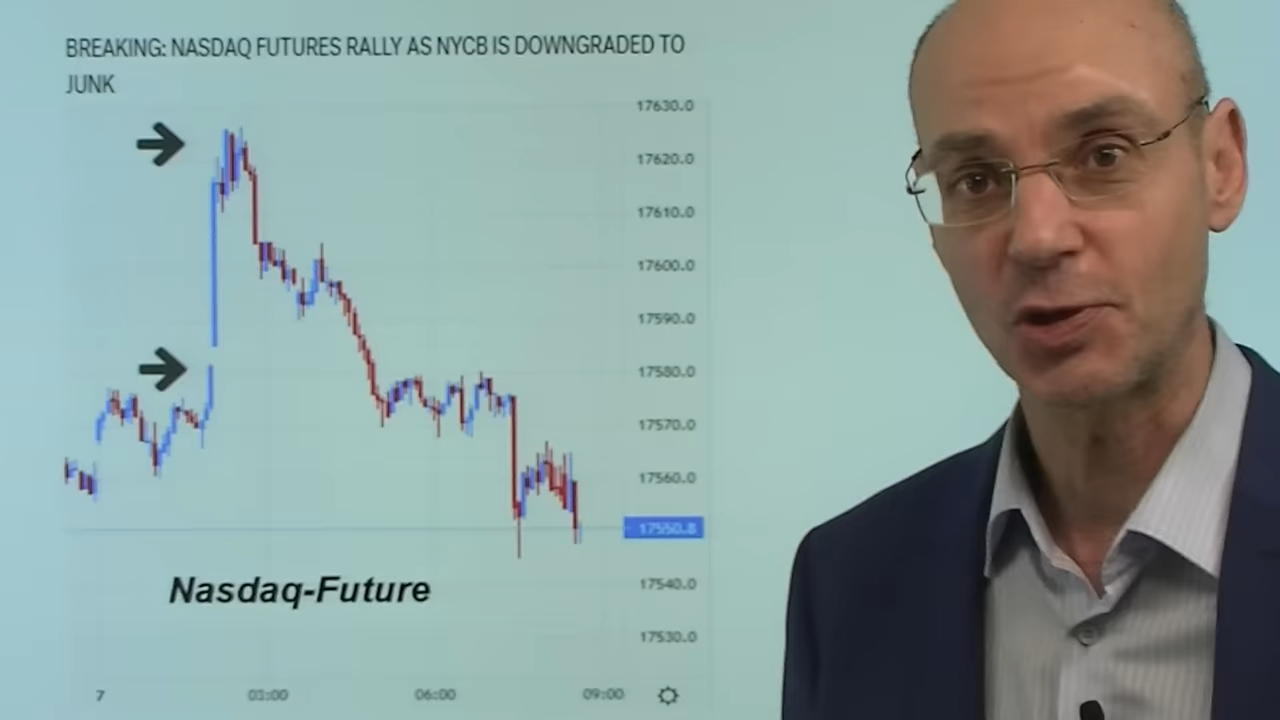 BREAKING: NASDAQ FUTURES RALLY AS NYCB IS DOWNGRADED TO
JUNK
17630.0
17620.0
17610.0
17600.0
17590.0
17580.0
17570.0
17560.0
17550.8
17540.0
17530.0
Nasdaq-Future
7 03:00 06:00 09:00